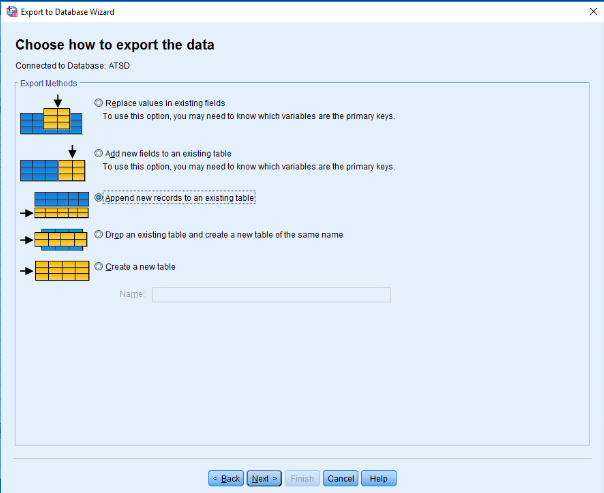 Export to Database Wizard
Choose how to export the data
Connected to Database: ATSD
Export Methods
Replace values in existing fields
To use this option, you may need to know which variables are the primary keys.
Add new fields to an existing table
To use this option, you may need to know which variables are the primary keys.
Append new records to an existing table
Drop an existing table and create a new table of the same name
Create a new table
Name:
< Back Next > Finish Cancel Help